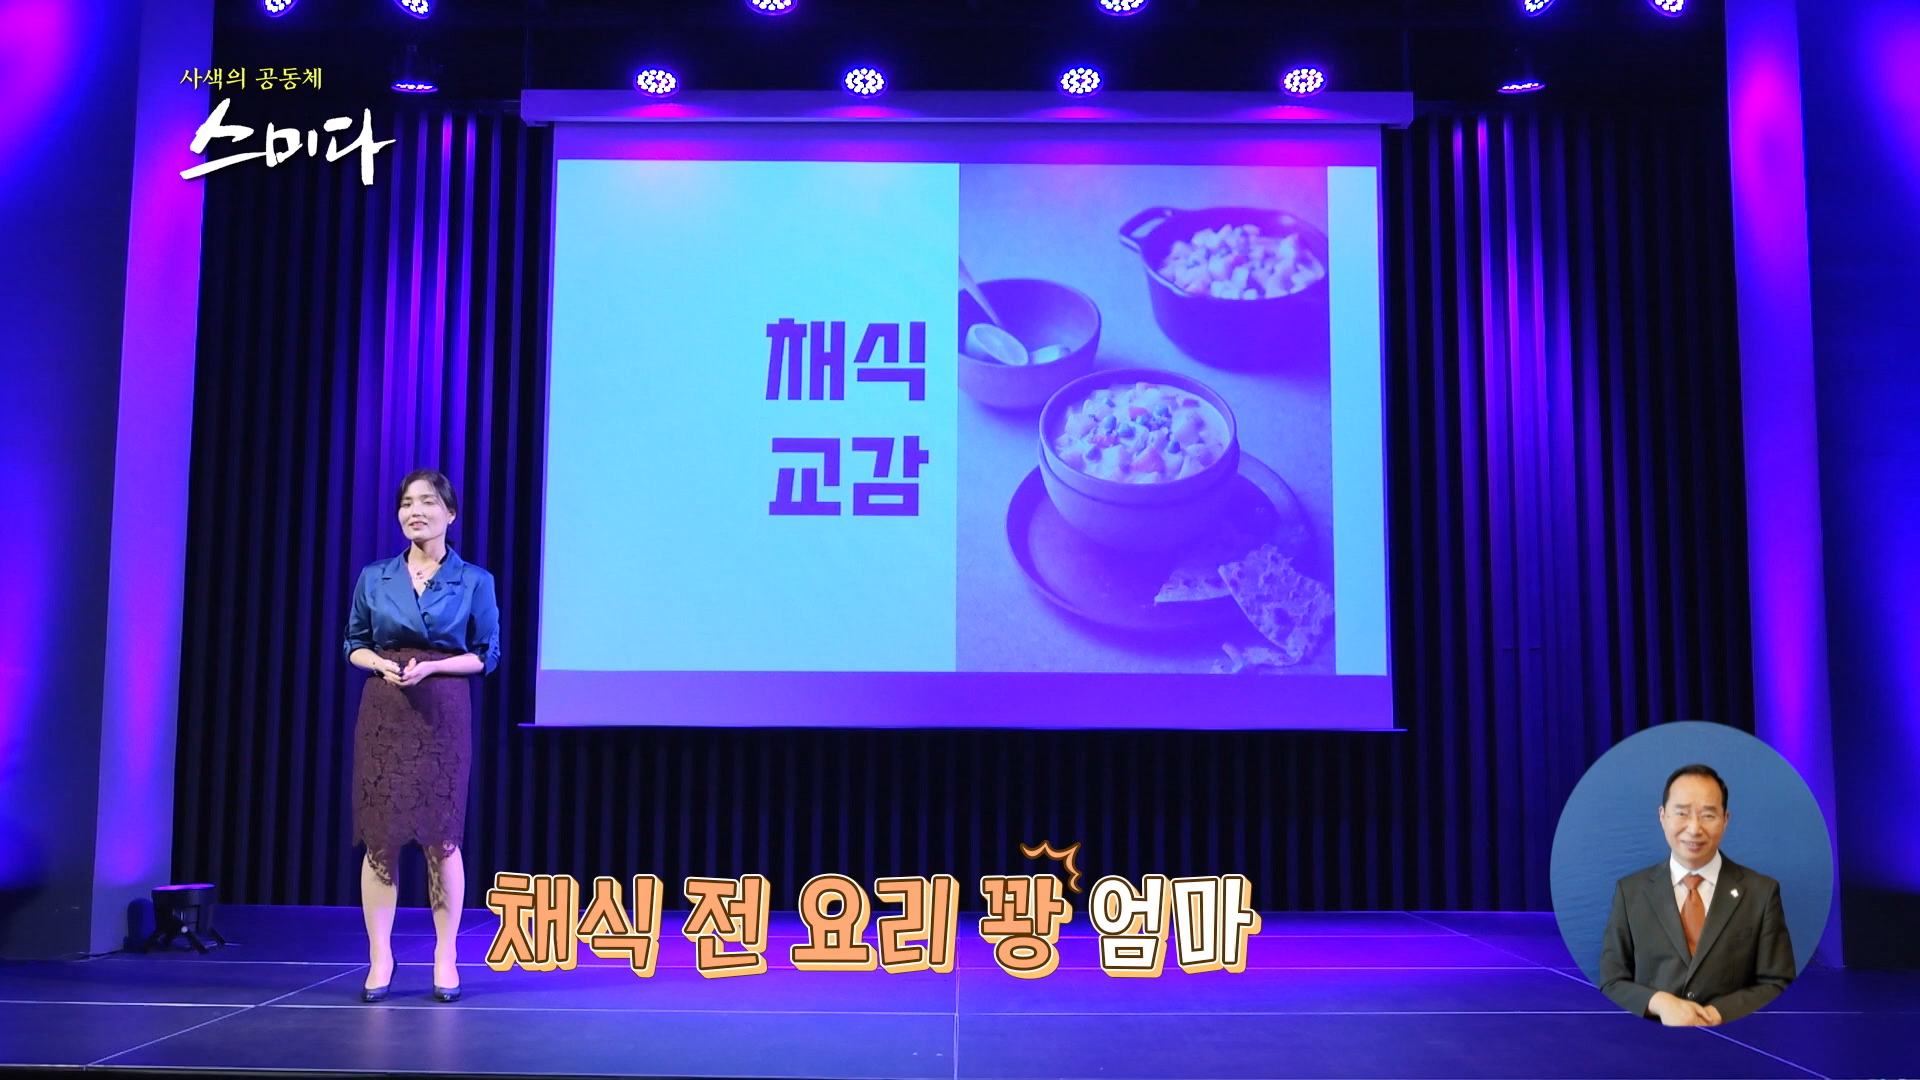 사색의 공동체
스미다
채식
교감
채식 전 요리 꽝 엄마